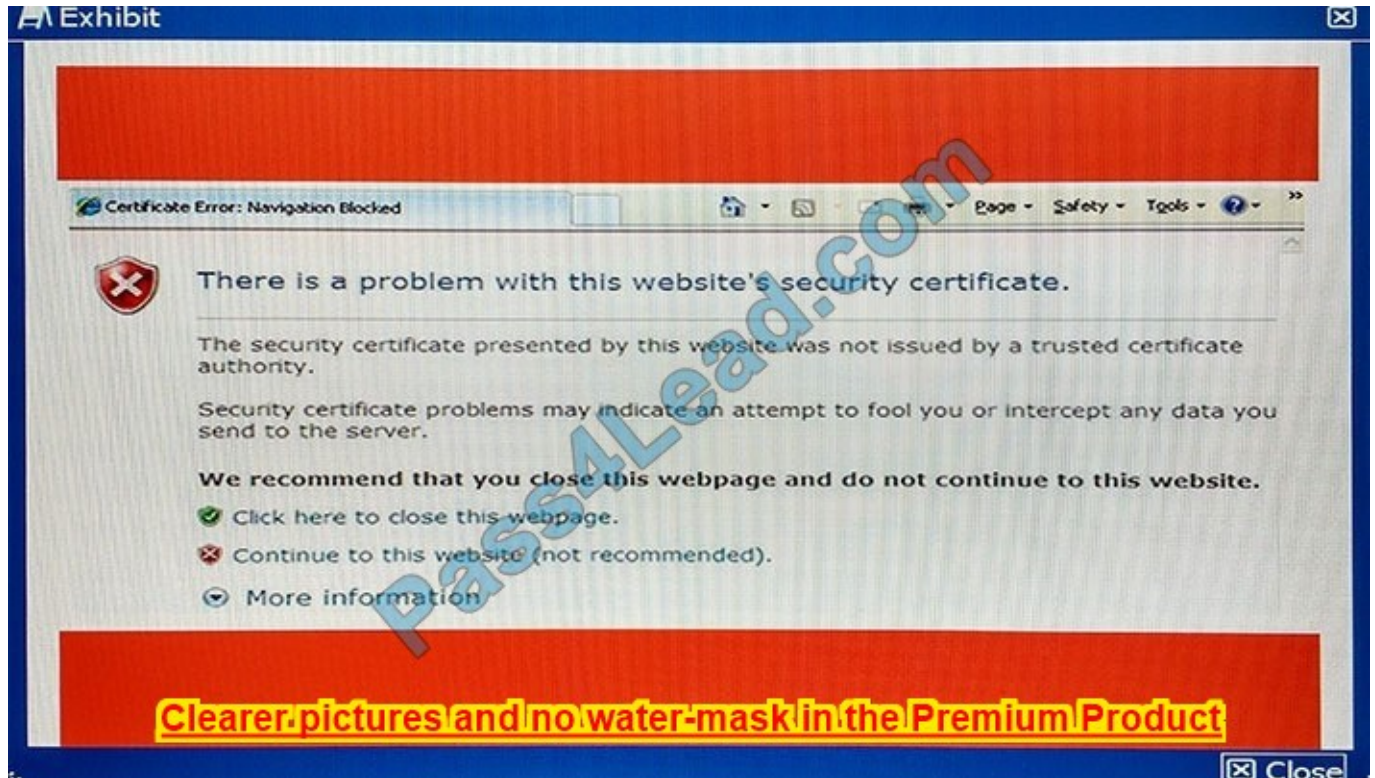 Exhibit
Certificate Error: Navigation Blocked
Page
Safety
Tools
There is a problem with this website's security certificate.
The security certificate presented by this website was not issued by a trusted certificate
authority.
Security certificate problems may indicate an attempt to fool you or intercept any data you
send to the server.
We recommend that you close this webpage and do not continue to this website.
Click here to close this webpage.
Continue to this website (not recommended).
More information
Pass4Lead.com
Clearer pictures and no water-mask in the Premium Product
Close